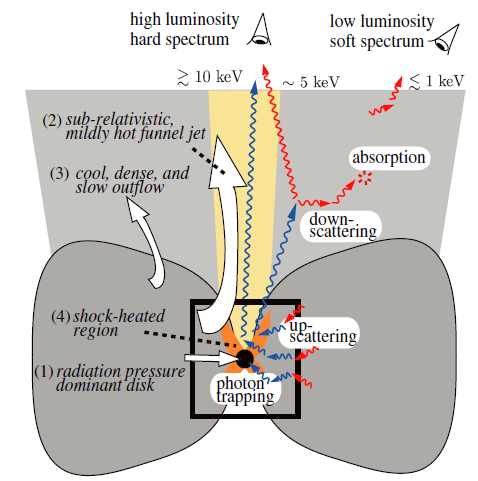 high luminosity
hard spectrum
low luminosity
soft spectrum
≳ 10 keV
~ 5 keV
≲ 1 keV
(2) sub-relativistic,
mildly hot funnel jet
(3) cool, dense, and
slow outflow
absorption
down-
scattering
(4) shock-heated
region
up-
scattering
(1) radiation pressure
dominant disk
photon
trapping